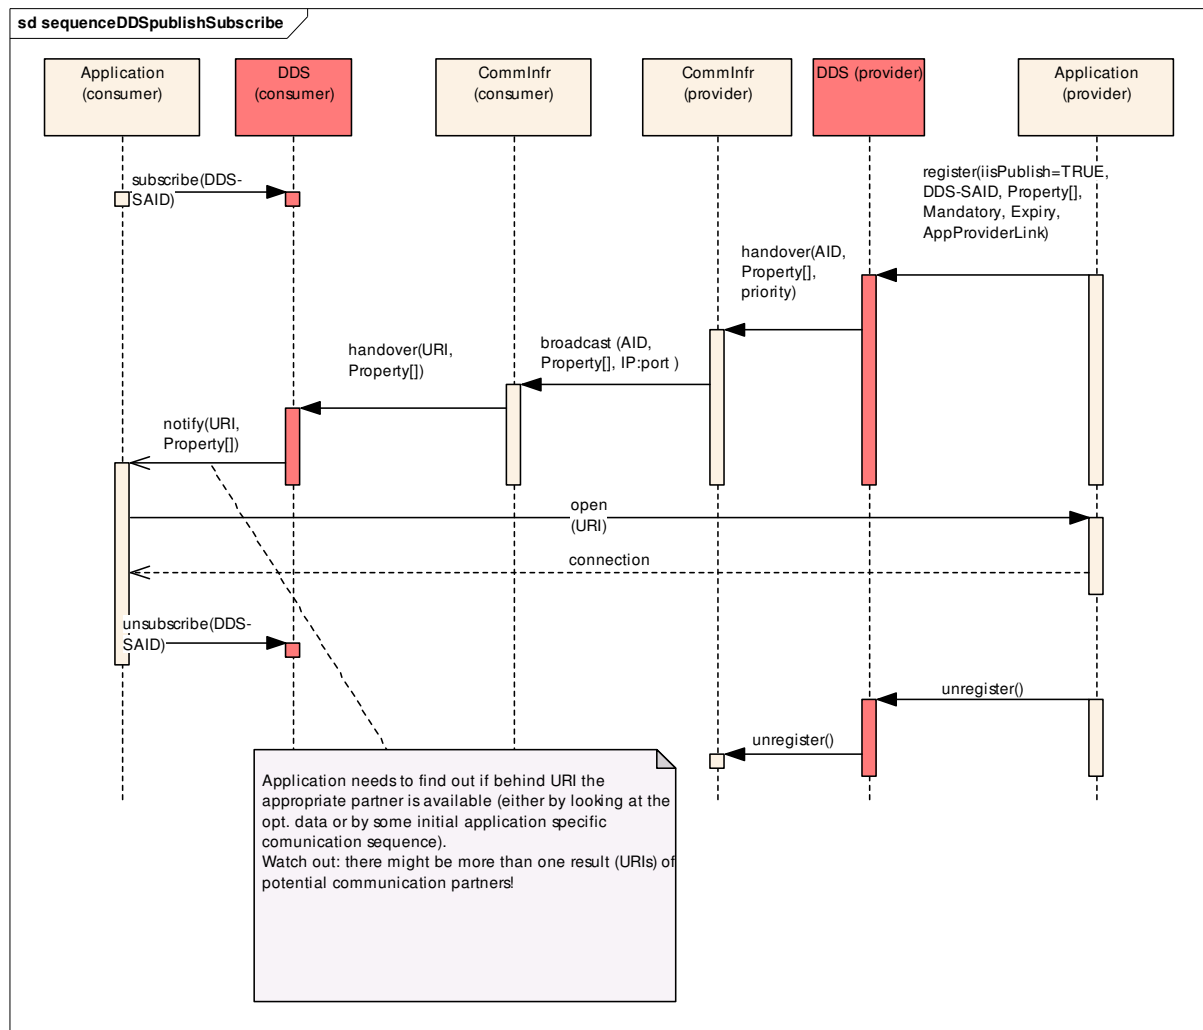 sd sequenceDDSpublishSubscribe
Application
(consumer)
DDS
(consumer)
CommInfr
(consumer)
CommInfr
(provider)
DDS (provider)
Application
(provider)
subscribe(DDS-
SAID)
register(iisPublish=TRUE,
DDS-SAID, Property[],
Mandatory, Expiry,
AppProviderLink)
handover(AID,
Property[],
priority)
broadcast (AID,
Property[], IP:port )
handover(URI,
Property[])
notify(URI,
Property[])
open
(URI)
connection
unsubscribe(DDS-
SAID)
unregister()
unregister()
Application needs to find out if behind URI the
appropriate partner is available (either by looking at the
opt. data or by some initial application specific
comunication sequence).
Watch out: there might be more than one result (URIs) of
potential communication partners!